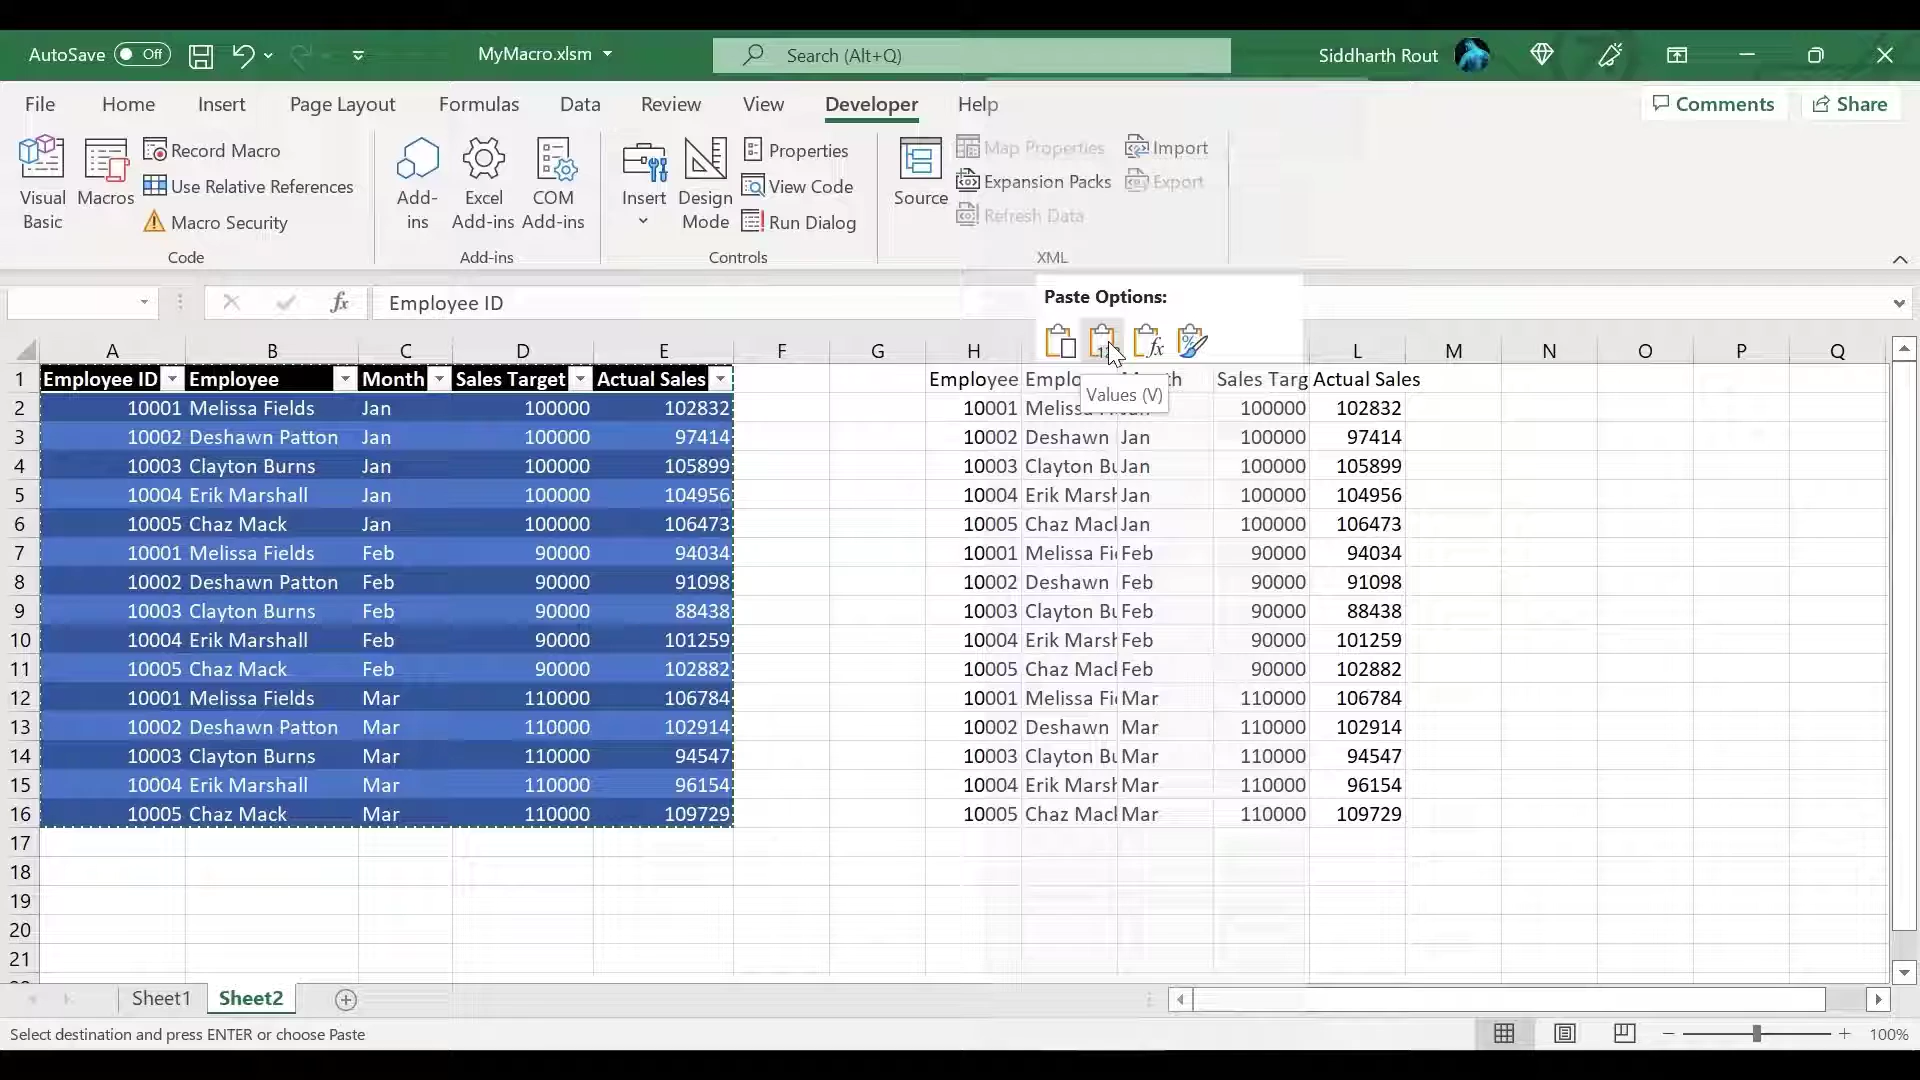 AutoSave Off MyMacro.xlsm Search (Alt+Q) Siddharth Rout
File Home Insert Page Layout Formulas Data Review View Developer Help Comments Share
Visual Basic
Macros
Record Macro
Use Relative References
Macro Security
Code
Add-ins
Excel Add-ins
COM Add-ins
Add-ins
Insert
Design Mode
Properties
View Code
Run Dialog
Controls
Source
Map Properties
Expansion Packs
Refresh Data
Import
Export
XML
fx Employee ID
Paste Options:
Values (V)
A B C D E F G H L M N O P Q
1 Employee ID Employee Month Sales Target Actual Sales Employee Sales Targ Actual Sales
2 10001 Melissa Fields Jan 100000 102832 10001 100000 102832
3 10002 Deshawn Patton Jan 100000 97414 10002 Deshawn Jan 100000 97414
4 10003 Clayton Burns Jan 100000 105899 10003 Clayton Bu Jan 100000 105899
5 10004 Erik Marshall Jan 100000 104956 10004 Erik Marsh Jan 100000 104956
6 10005 Chaz Mack Jan 100000 106473 10005 Chaz Mack Jan 100000 106473
7 10001 Melissa Fields Feb 90000 94034 10001 Melissa Fi Feb 90000 94034
8 10002 Deshawn Patton Feb 90000 91098 10002 Deshawn Feb 90000 91098
9 10003 Clayton Burns Feb 90000 88438 10003 Clayton Bu Feb 90000 88438
10 10004 Erik Marshall Feb 90000 101259 10004 Erik Marsh Feb 90000 101259
11 10005 Chaz Mack Feb 90000 102882 10005 Chaz Mack Feb 90000 102882
12 10001 Melissa Fields Mar 110000 106784 10001 Melissa Fi Mar 110000 106784
13 10002 Deshawn Patton Mar 110000 102914 10002 Deshawn Mar 110000 102914
14 10003 Clayton Burns Mar 110000 94547 10003 Clayton Bu Mar 110000 94547
15 10004 Erik Marshall Mar 110000 96154 10004 Erik Marsh Mar 110000 96154
16 10005 Chaz Mack Mar 110000 109729 10005 Chaz Mack Mar 110000 109729
17
18
19
20
21
Sheet1 Sheet2
Select destination and press ENTER or choose Paste 100%